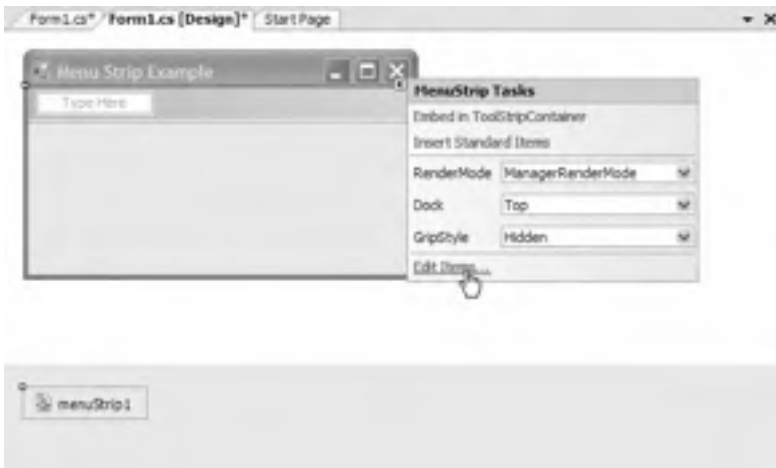 Form1.cs* Form1.cs [Design]* Start Page
Menu Strip Example
Type Here
MenuStrip Tasks
Embed in ToolStripContainer
Insert Standard Items
RenderMode ManagerRenderMode
Dock Top
GripStyle Hidden
Edit Items...
menuStrip1